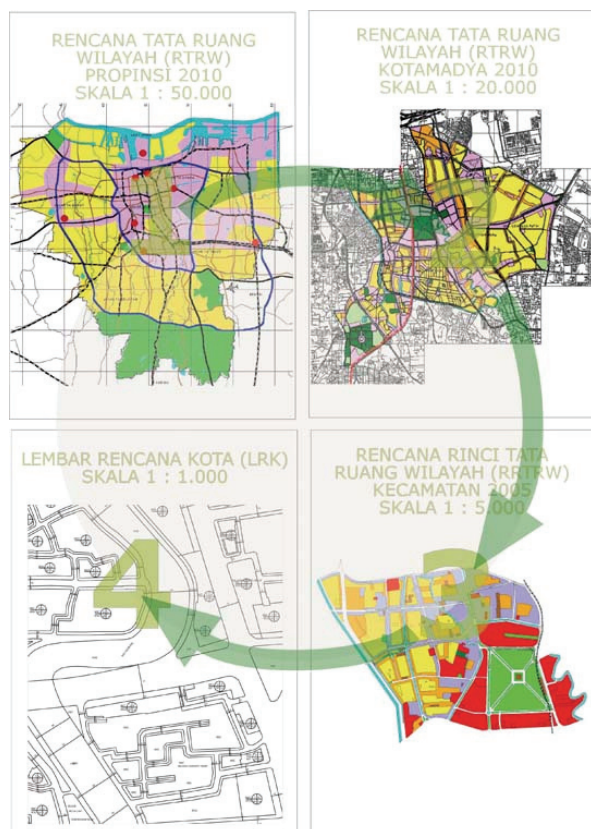 RENCANA TATA RUANG
WILAYAH (RTRW)
PROPINSI 2010
SKALA 1 : 50.000
RENCANA TATA RUANG
WILAYAH (RTRW)
KOTAMADYA 2010
SKALA 1 : 20.000
LEMBAR RENCANA KOTA (LRK)
SKALA 1 : 1.000
4
RENCANA RINCI TATA
RUANG WILAYAH (RRTRW)
KECAMATAN 2005
SKALA 1 : 5.000